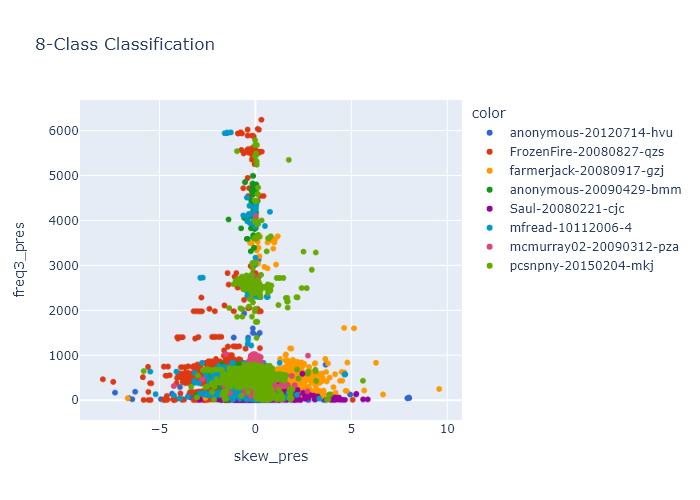 8-Class Classification
color
anonymous-20120714-hvu
FrozenFire-20080827-qzs
farmerjack-20080917-gzj
anonymous-20090429-bmm
Saul-20080221-cjc
mfread-10112006-4
mcmurray02-20090312-pza
pcsnpny-20150204-mkj
freq3_pres
6000
5000
4000
3000
2000
1000
0
−5
0
5
10
skew_pres